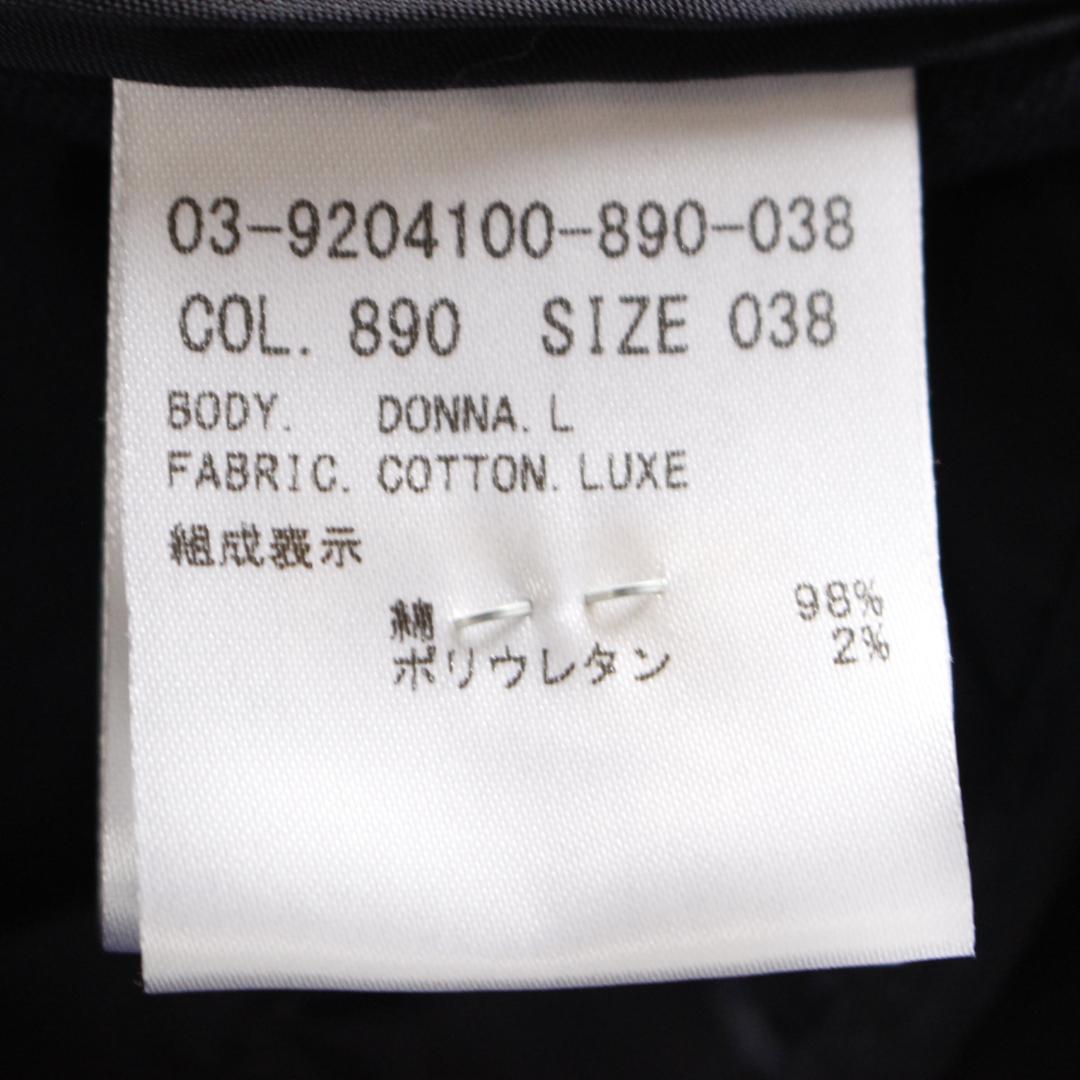 03-9204100-890-038
COL. 890 SIZE 038
BODY. DONNA. L
FABRIC. COTTON. LUXE
組成表示
綿 98%
ポリウレタン 2%